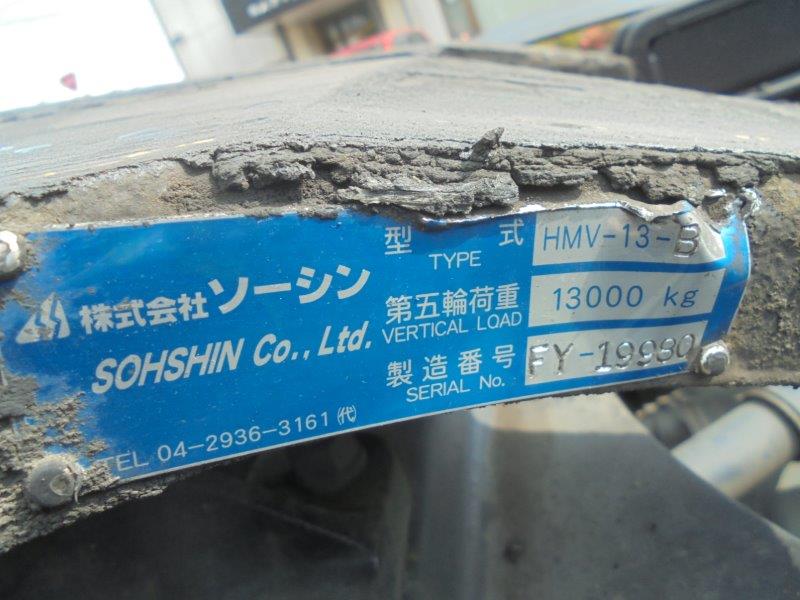 株式会社 ソーシン
SOHSHIN Co., Ltd.
TEL 04-2936-3161 (代)
型式 HMV-13-B
TYPE
第五輪荷重 13000 kg
VERTICAL LOAD
製造番号 FY-19980
SERIAL No.